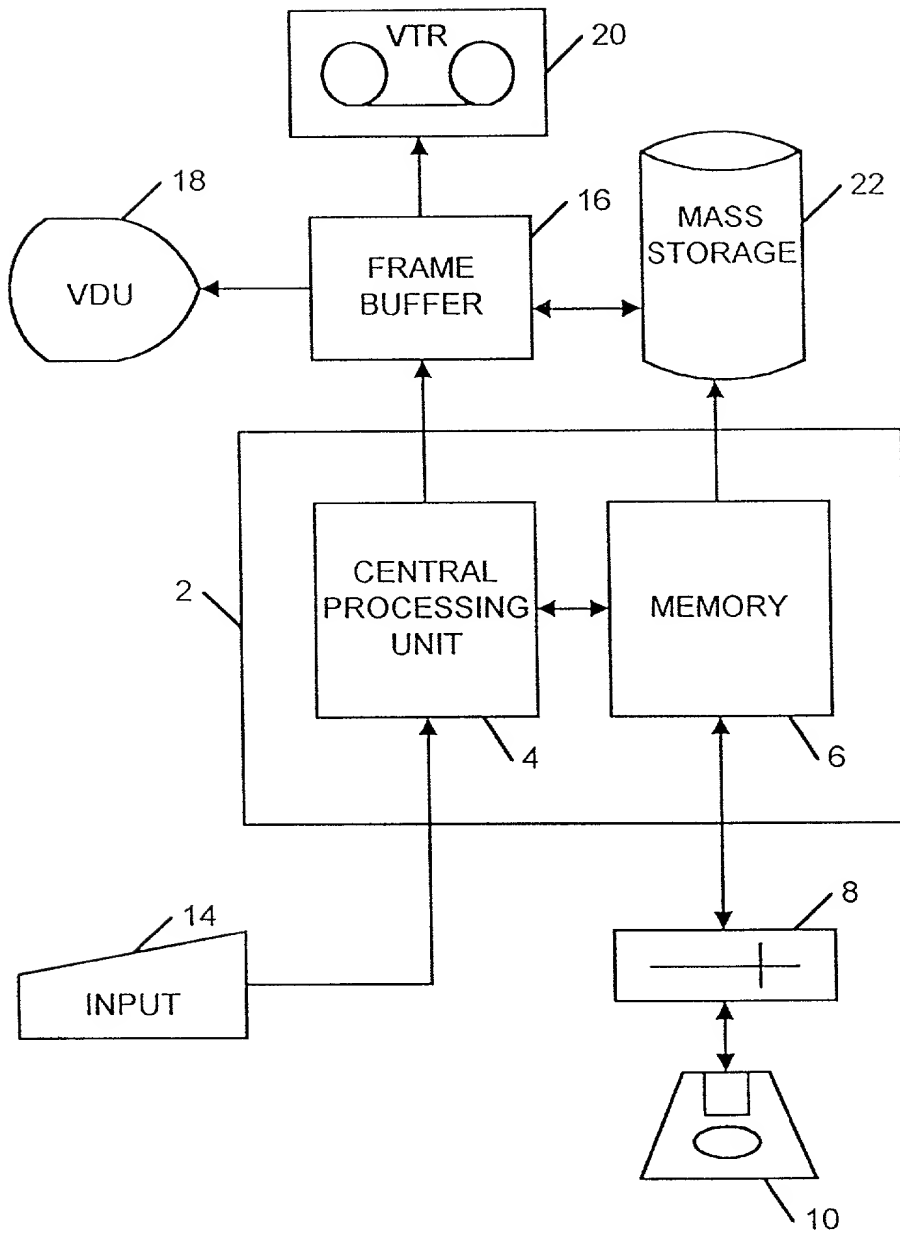 VTR
20
18
16
MASS
STORAGE
22
VDU
FRAME
BUFFER
2
CENTRAL
PROCESSING
UNIT
MEMORY
4
6
14
INPUT
8
10